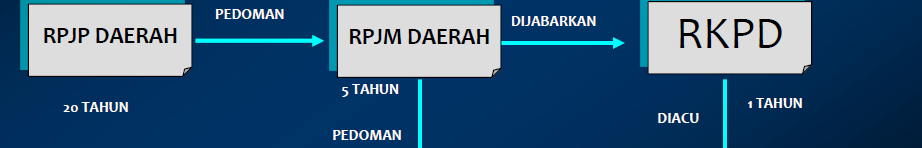 PEDOMAN
DIJABARKAN
RPJP DAERAH
RPJM DAERAH
RKPD
20 TAHUN
5 TAHUN
1 TAHUN
PEDOMAN
DIACU